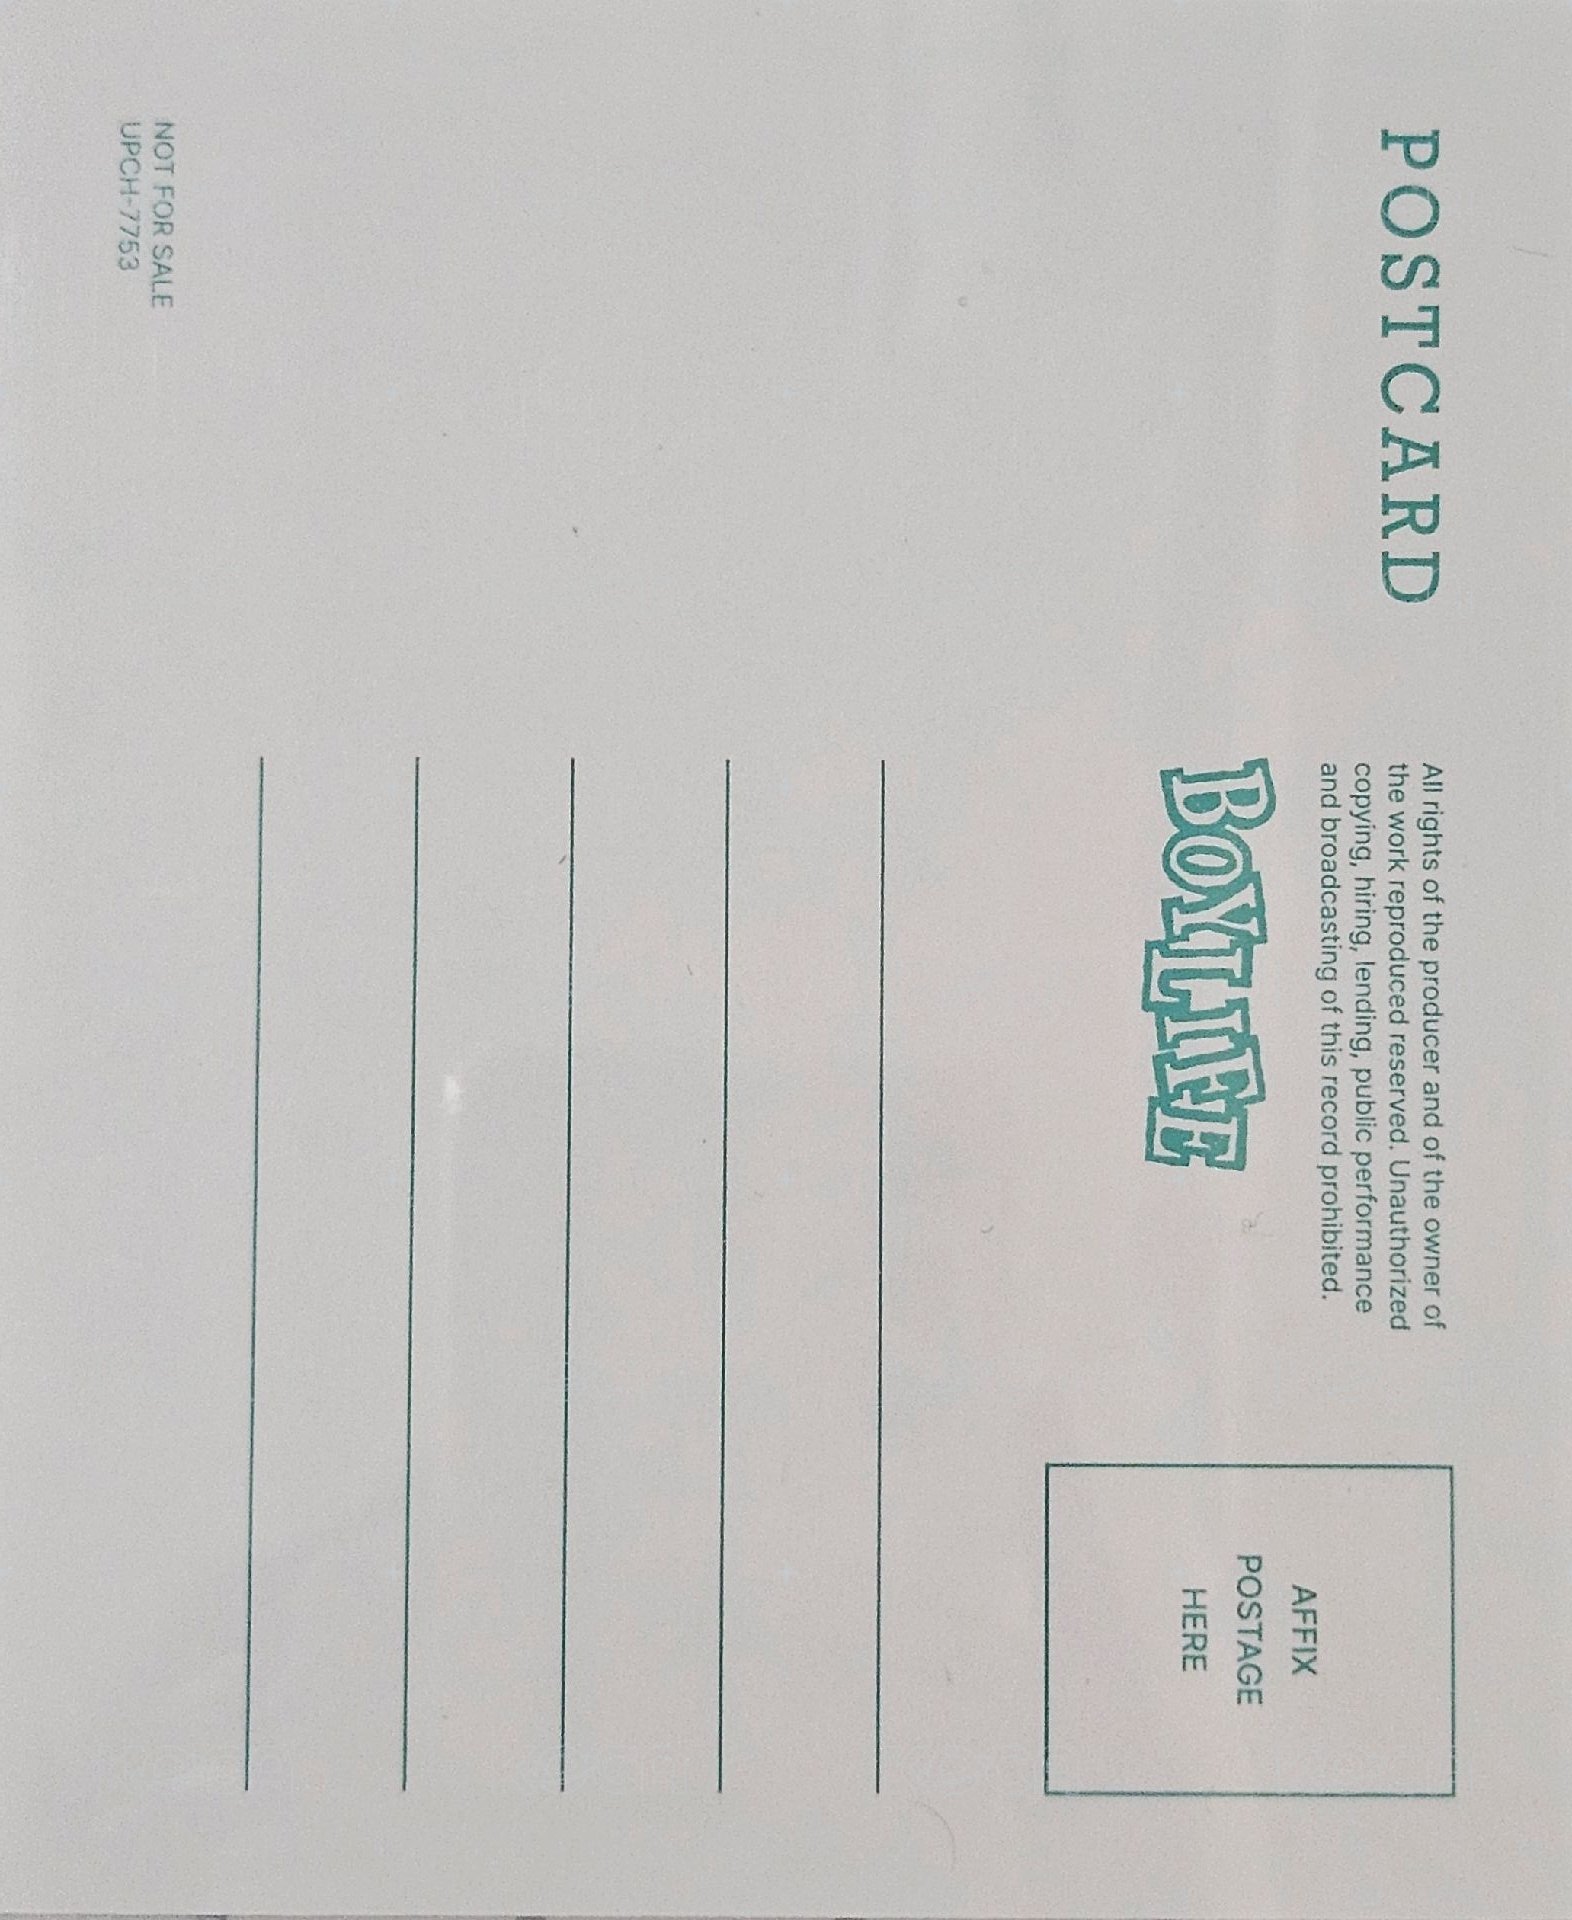 POSTCARD
All rights of the producer and of the owner of
the work reproduced reserved. Unauthorized
copying, hiring, lending, public performance
and broadcasting of this record prohibited.
BOYLIFE
AFFIX
POSTAGE
HERE
NOT FOR SALE
UPCH-7753